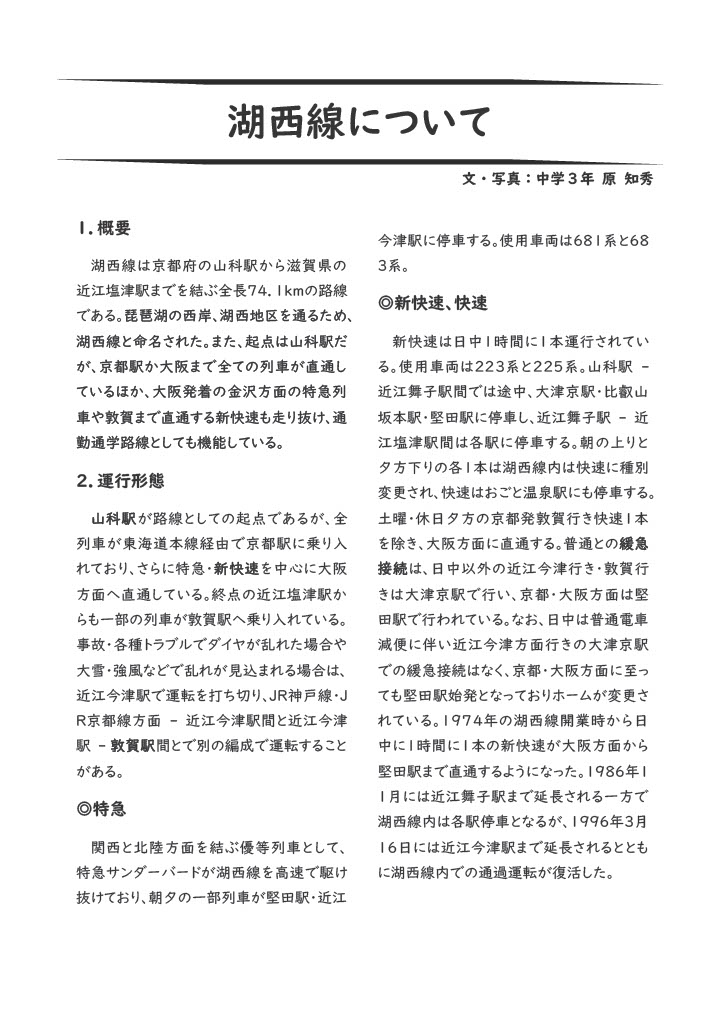 湖西線について
文・写真：中学３年 原 知秀
1．概要
湖西線は京都府の山科駅から滋賀県の
近江塩津駅までを結ぶ全長74．1kmの路線
である。琵琶湖の西岸、湖西地区を通るため、
湖西線と命名された。また、起点は山科駅だ
が、京都駅か大阪まで全ての列車が直通し
ているほか、大阪発着の金沢方面の特急列
車や敦賀まで直通する新快速も走り抜け、通
勤通学路線としても機能している。
2．運行形態
山科駅が路線としての起点であるが、全
列車が東海道本線経由で京都駅に乗り入
れており、さらに特急・新快速を中心に大阪
方面へ直通している。終点の近江塩津駅か
らも一部の列車が敦賀駅へ乗り入れている。
事故・各種トラブルでダイヤが乱れた場合や
大雪・強風などで乱れが見込まれる場合は、
近江今津駅で運転を打ち切り、JR神戸線・J
R京都線方面 － 近江今津駅間と近江今津
駅 －敦賀駅間とで別の編成で運転すること
がある。
◎特急
関西と北陸方面を結ぶ優等列車として、
特急サンダーバードが湖西線を高速で駆け
抜けており、朝夕の一部列車が堅田駅・近江
今津駅に停車する。使用車両は681系と68
3系。
◎新快速、快速
新快速は日中1時間に1本運行されてい
る。使用車両は223系と225系。山科駅 －
近江舞子駅間では途中、大津京駅・比叡山
坂本駅・堅田駅に停車し、近江舞子駅 － 近
江塩津駅間は各駅に停車する。朝の上りと
夕方下りの各1本は湖西線内は快速に種別
変更され、快速はおごと温泉駅にも停車する。
土曜・休日夕方の京都発敦賀行き快速1本
を除き、大阪方面に直通する。普通との緩急
接続は、日中以外の近江今津行き・敦賀行
きは大津京駅で行い、京都・大阪方面は堅
田駅で行われている。なお、日中は普通電車
減便に伴い近江今津方面行きの大津京駅
での緩急接続はなく、京都・大阪方面に至っ
ても堅田駅始発となっておりホームが変更さ
れている。1974年の湖西線開業時から日
中に1時間に1本の新快速が大阪方面から
堅田駅まで直通するようになった。1986年1
1月には近江舞子駅まで延長される一方で
湖西線内は各駅停車となるが、1996年3月
16日には近江今津駅まで延長されるととも
に湖西線内での通過運転が復活した。